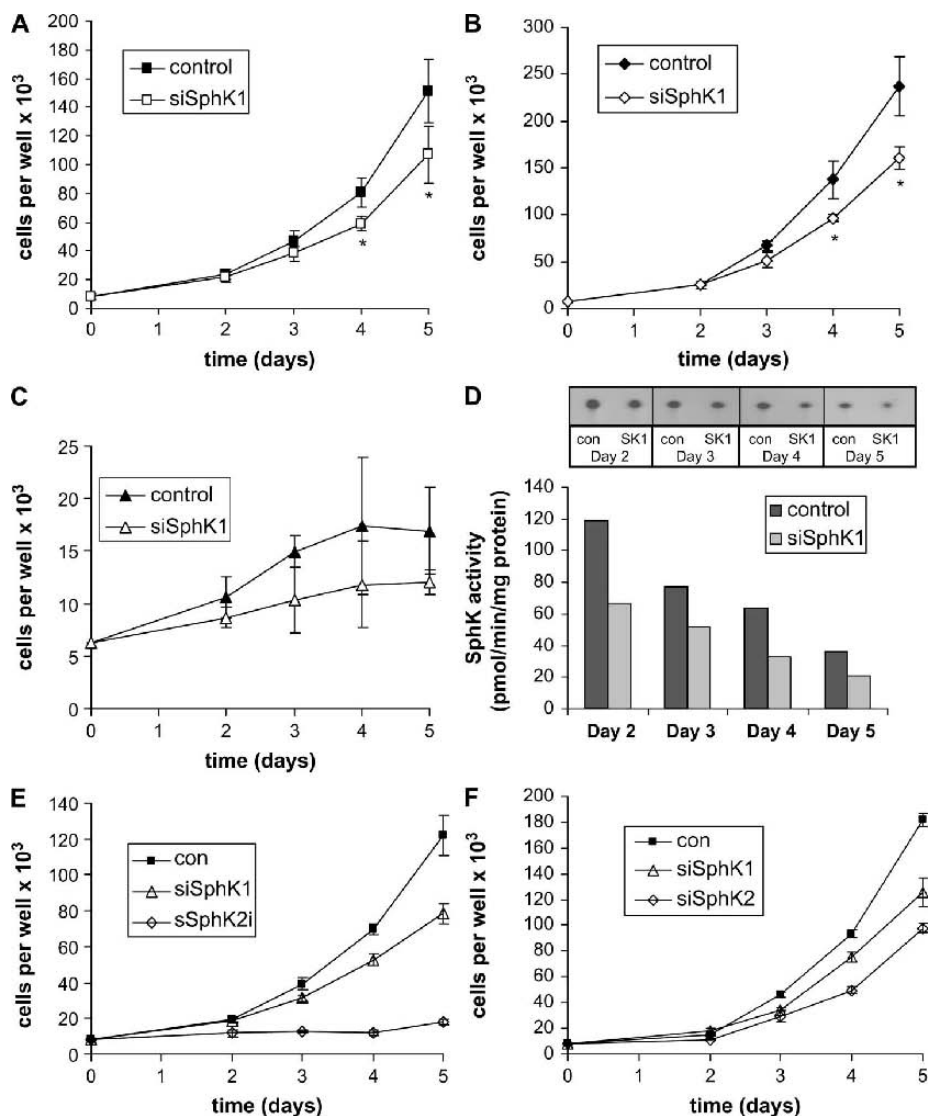 A
cells per well x 10³
200
180
160
140
120
100
80
60
40
20
0
control
siSphK1
*
*
0 1 2 3 4 5
time (days)
B
cells per well x 10³
300
250
200
150
100
50
0
control
siSphK1
*
*
0 1 2 3 4 5
time (days)
C
cells per well x 10³
25
20
15
10
5
0
control
siSphK1
0 1 2 3 4 5
time (days)
D
con SK1 con SK1 con SK1 con SK1
Day 2 Day 3 Day 4 Day 5
SphK activity
(pmol/min/mg protein)
140
120
100
80
60
40
20
0
control
siSphK1
Day 2 Day 3 Day 4 Day 5
E
cells per well x 10³
140
120
100
80
60
40
20
0
con
siSphK1
sSphK2i
0 1 2 3 4 5
time (days)
F
cells per well x 10³
200
180
160
140
120
100
80
60
40
20
0
con
siSphK1
siSphK2
0 1 2 3 4 5
time (days)